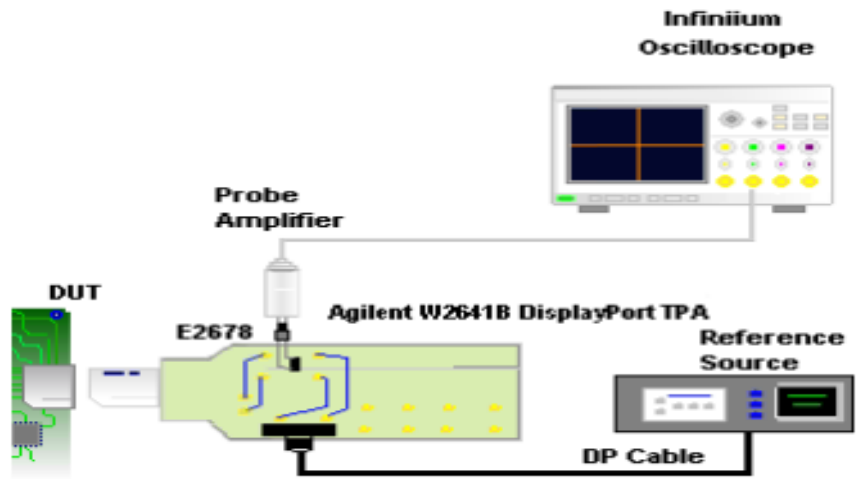 Infiniium
Oscilloscope
Probe
Amplifier
DUT
E2678
Agilent W2641B DisplayPort TPA
Reference
Source
DP Cable